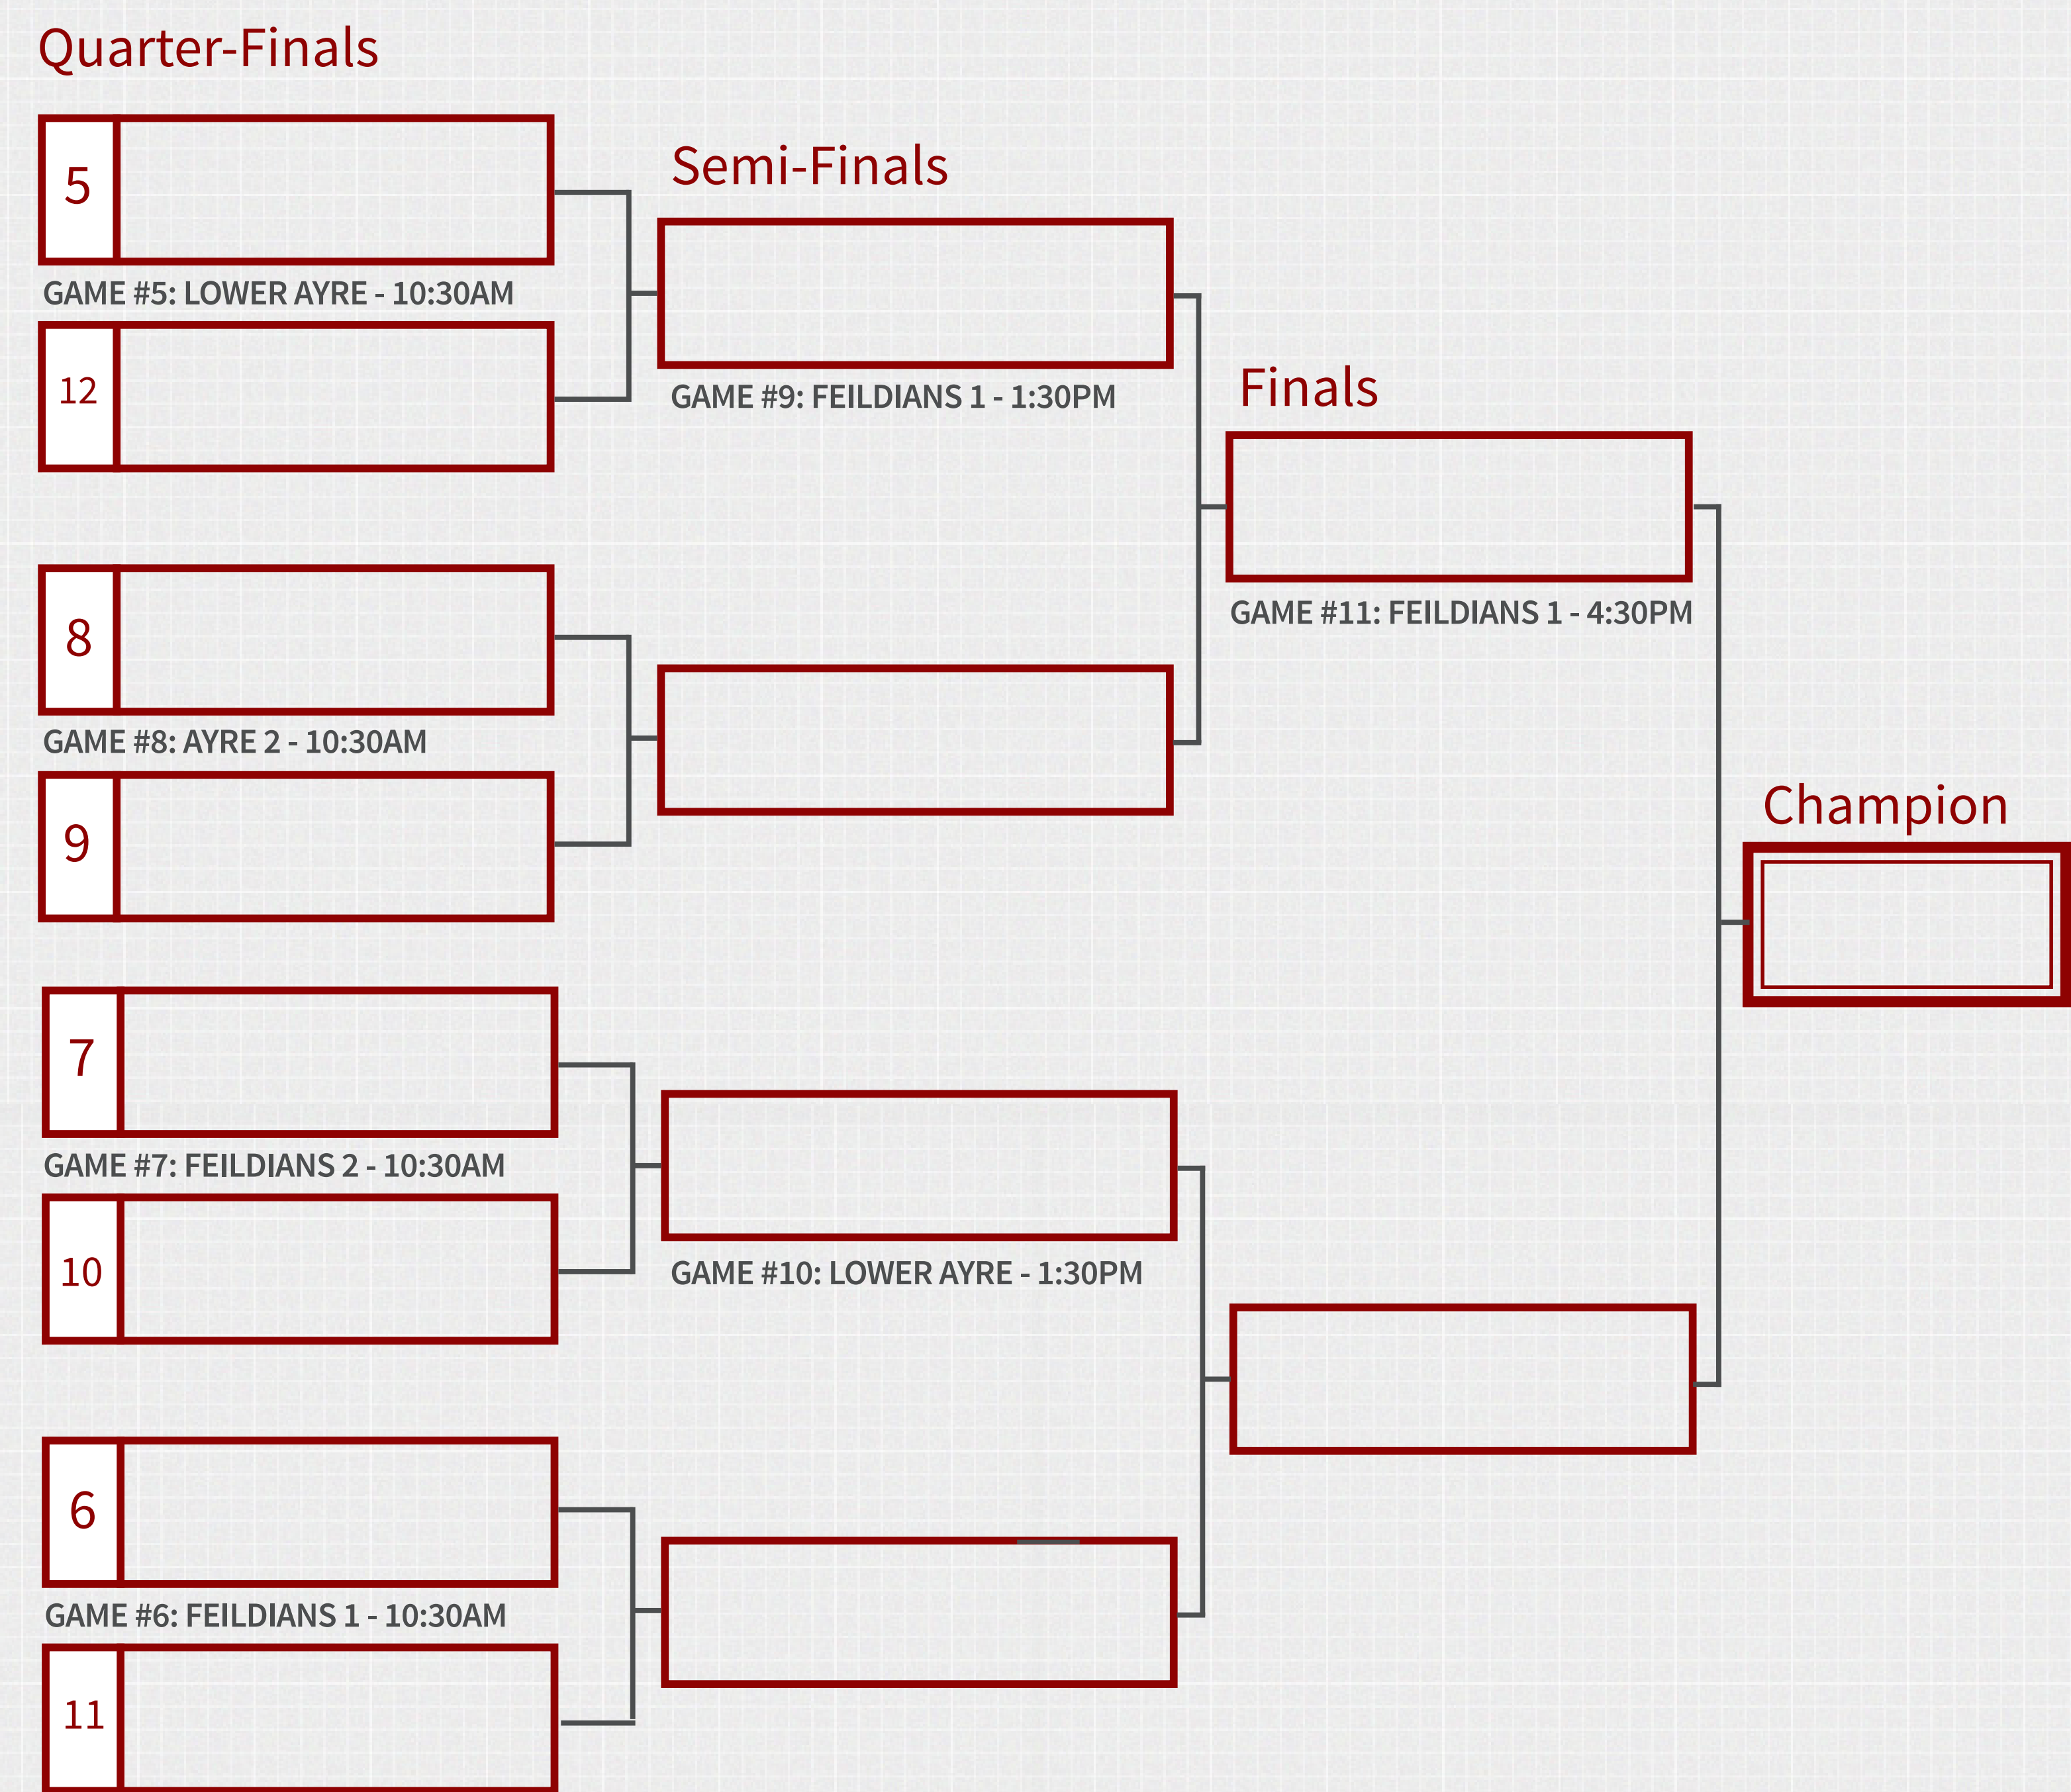 Quarter-Finals
5
GAME #5: LOWER AYRE - 10:30AM
12
8
GAME #8: AYRE 2 - 10:30AM
9
7
GAME #7: FEILDIANS 2 - 10:30AM
10
6
GAME #6: FEILDIANS 1 - 10:30AM
11
Semi-Finals
GAME #9: FEILDIANS 1 - 1:30PM
GAME #10: LOWER AYRE - 1:30PM
Finals
GAME #11: FEILDIANS 1 - 4:30PM
Champion